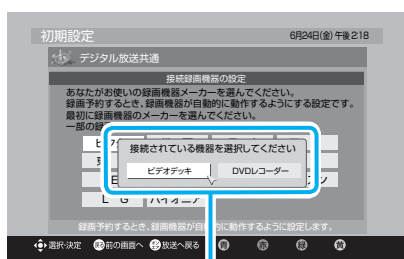 初期設定
6月24日(金)午後2:18
デジタル放送共通
接続録画機器の設定
あなたがお使いの録画機器メーカーを選んでください。
録画予約するとき、録画機器が自動的に動作するようにする設定です。
最初に録画機器のメーカーを選んでください。
一部の録
接続されている機器を選択してください
ビデオデッキ DVDレコーダー
L G パイオニア
録画予約するとき、録画機器が自動的に動作するように設定します。
選択・決定 戻 前の画面へ 放送へ戻る 青 赤 緑 黄